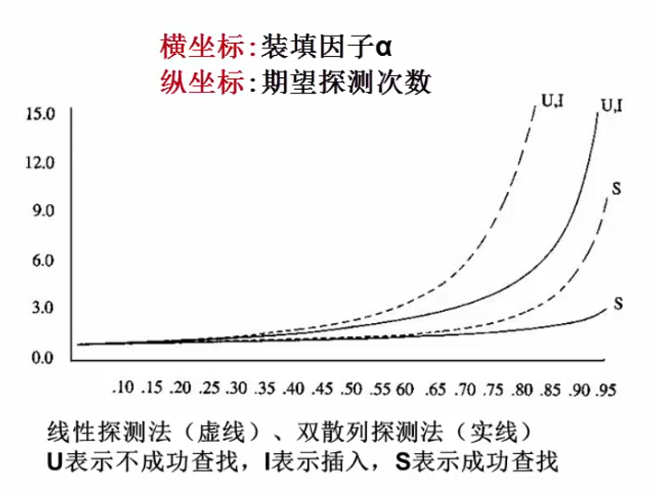 横坐标:装填因子α
纵坐标:期望探测次数
U,I
U,I
15.0
12.0
9.0
S
6.0
3.0
S
0.0
.10 .15 .20 .25 .30 .35 .40 .45 .50 .55 60 .65 .70 .75 .80 .85 .90 .95
线性探测法（虚线）、双散列探测法（实线）
U表示不成功查找，I表示插入，S表示成功查找